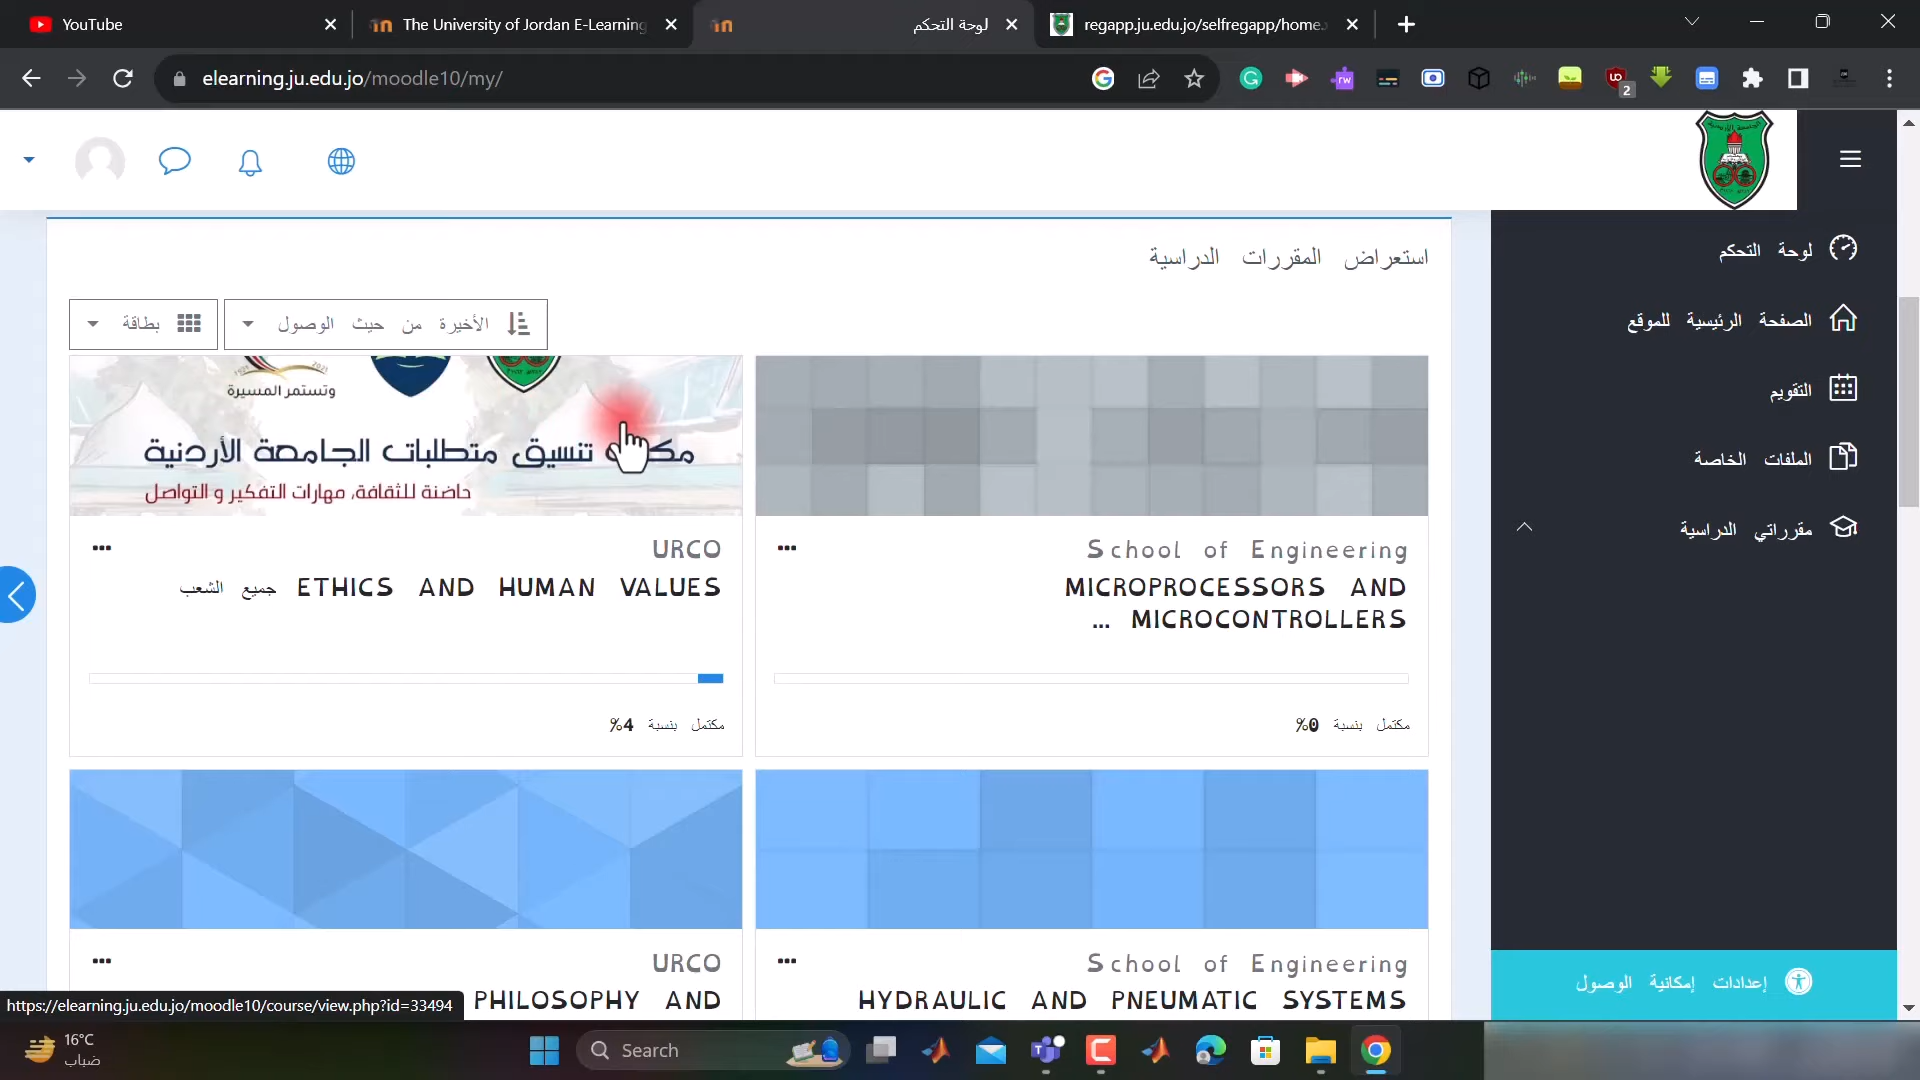 YouTube
The University of Jordan E-Learning
لوحة التحكم
regapp.ju.edu.jo/selfregapp/home.
elearning.ju.edu.jo/moodle10/my/
2
لوحة التحكم
الصفحة الرئيسية للموقع
التقويم
الملفات الخاصة
مقرراتي الدراسية
استعراض المقررات الدراسية
الأخيرة من حيث الوصول
بطاقة
School of Engineering
MICROPROCESSORS AND
MICROCONTROLLERS ...
مكتمل بنسبة 0%
وتستمر المسيرة
تنسيق متطلبات الجامعة الأردنية
حاضنة للثقافة، مهارات التفكير و التواصل
URCO
ETHICS AND HUMAN VALUES جميع الشعب
مكتمل بنسبة 4%
School of Engineering
HYDRAULIC AND PNEUMATIC SYSTEMS
URCO
PHILOSOPHY AND
إعدادات إمكانية الوصول
https://elearning.ju.edu.jo/moodle10/course/view.php?id=33494
16°C
ضباب
Search